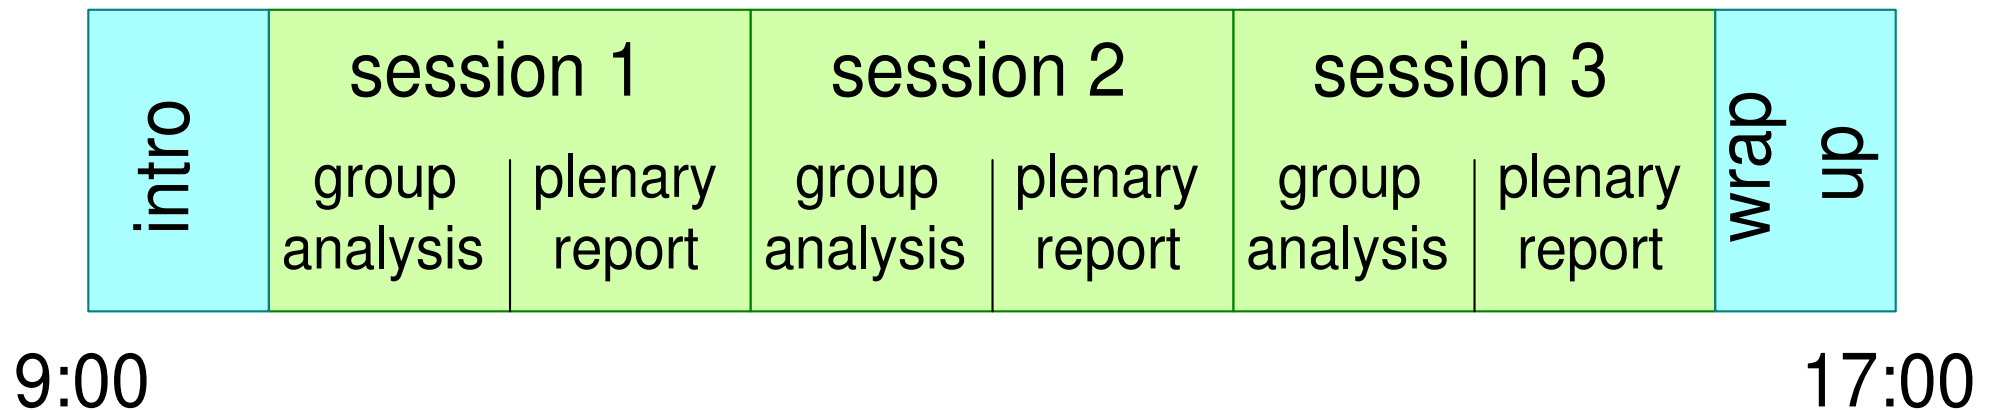 intro
session 1
group
analysis
plenary
report
session 2
group
analysis
plenary
report
session 3
group
analysis
plenary
report
wrap
up
9:00
17:00